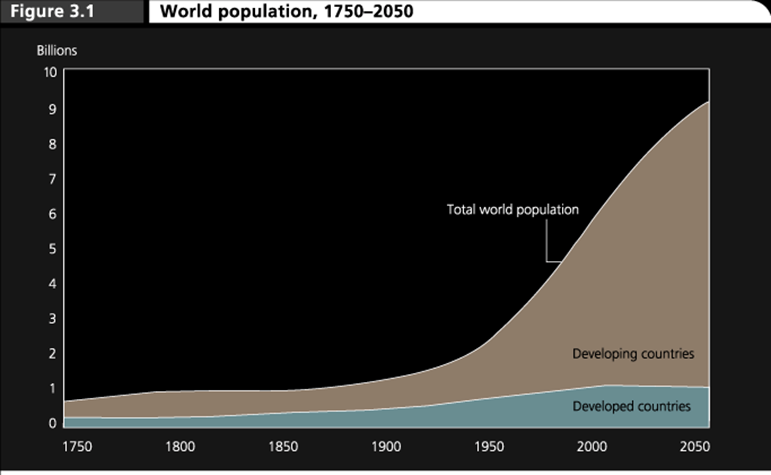 Figure 3.1 World population, 1750–2050
Billions
10
9
8
7
6
5
4
3
2
1
0
Total world population
Developing countries
Developed countries
1750 1800 1850 1900 1950 2000 2050